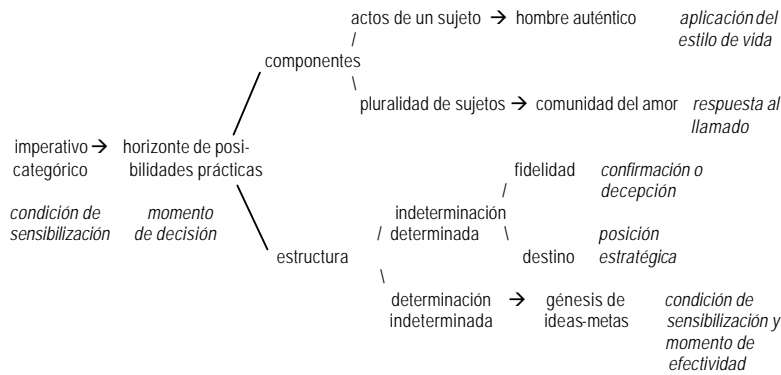 actos de un sujeto → hombre auténtico aplicación del
estilo de vida
componentes
pluralidad de sujetos → comunidad del amor respuesta al
llamado
imperativo → horizonte de posi-
categórico bilidades prácticas
fidelidad confirmación o
decepción
condición de momento
sensibilización de decisión
indeterminación
determinada
posición
estructura destino estratégica
determinación → génesis de condición de
indeterminada ideas-metas sensibilización y
momento de
efectividad